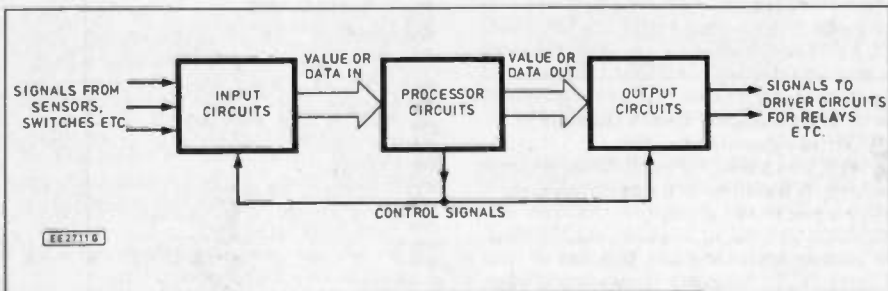 SIGNALS FROM
SENSORS,
SWITCHES ETC
INPUT
CIRCUITS
VALUE OR
DATA IN
PROCESSOR
CIRCUITS
VALUE OR
DATA OUT
OUTPUT
CIRCUITS
SIGNALS TO
DRIVER CIRCUITS
FOR RELAYS
ETC.
CONTROL SIGNALS
EE2711G